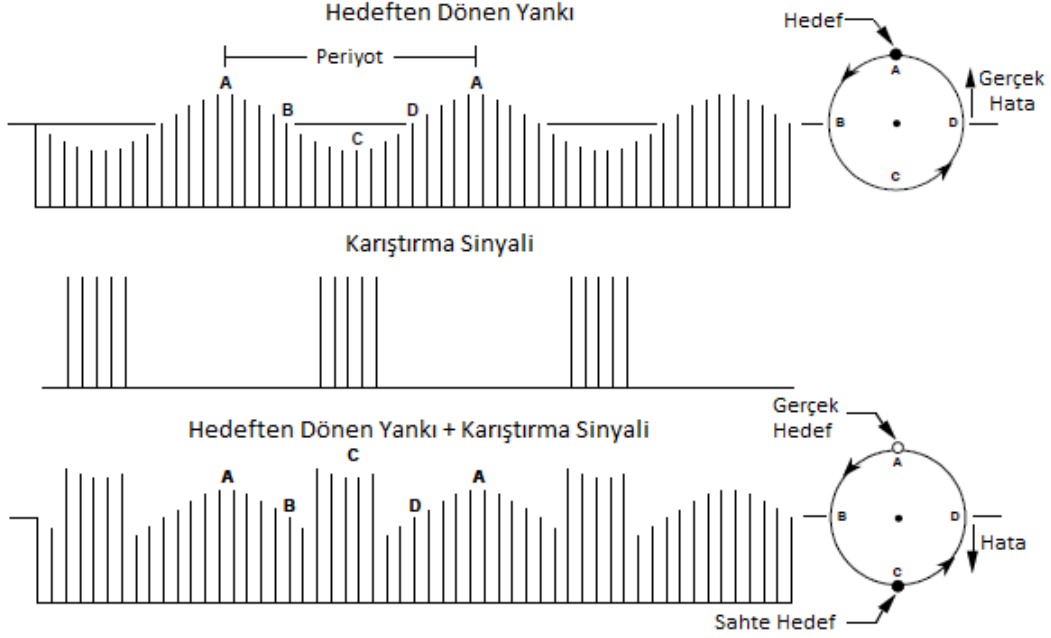 Hedeften Dönen Yankı
Hedef
Periyot
A
A
A
Gerçek
Hata
B
D
C
B
D
C
Karıştırma Sinyali
Gerçek
Hedef
Hedeften Dönen Yankı + Karıştırma Sinyali
C
A
A
A
B
D
B
D
Hata
C
Sahte Hedef